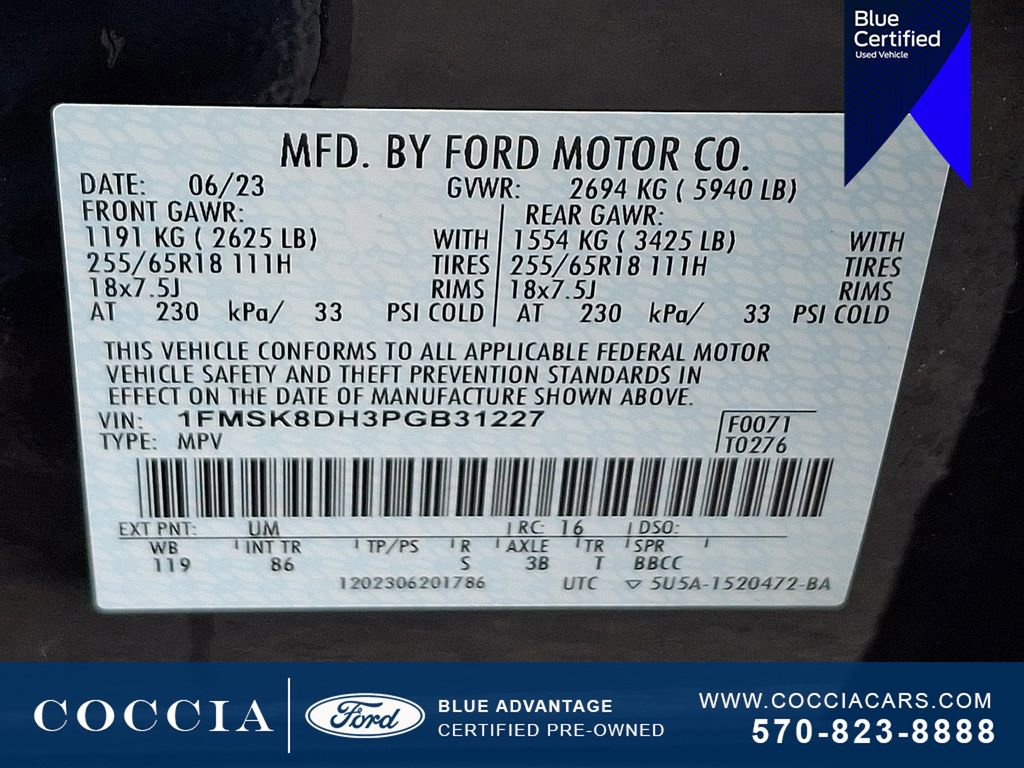 Blue
Certified
Used Vehicle
MFD. BY FORD MOTOR CO.
DATE: 06/23 GVWR: 2694 KG ( 5940 LB)
FRONT GAWR: REAR GAWR:
1191 KG ( 2625 LB) WITH 1554 KG ( 3425 LB) WITH
255/65R18 111H TIRES 255/65R18 111H TIRES
18x7.5J RIMS 18x7.5J RIMS
AT 230 kPa/ 33 PSI COLD AT 230 kPa/ 33 PSI COLD
THIS VEHICLE CONFORMS TO ALL APPLICABLE FEDERAL MOTOR
VEHICLE SAFETY AND THEFT PREVENTION STANDARDS IN
EFFECT ON THE DATE OF MANUFACTURE SHOWN ABOVE.
VIN: 1FMSK8DH3PGB31227 F0071
TYPE: MPV T0276
EXT PNT: UM RC: 16 DSO:
WB INT TR TP/PS R AXLE TR SPR
119 86 S 3B T BBCC
1202306201786 UTC ▽ 5U5A-1520472-BA
COCCIA Ford BLUE ADVANTAGE
CERTIFIED PRE-OWNED
WWW.COCCIACARS.COM
570-823-8888